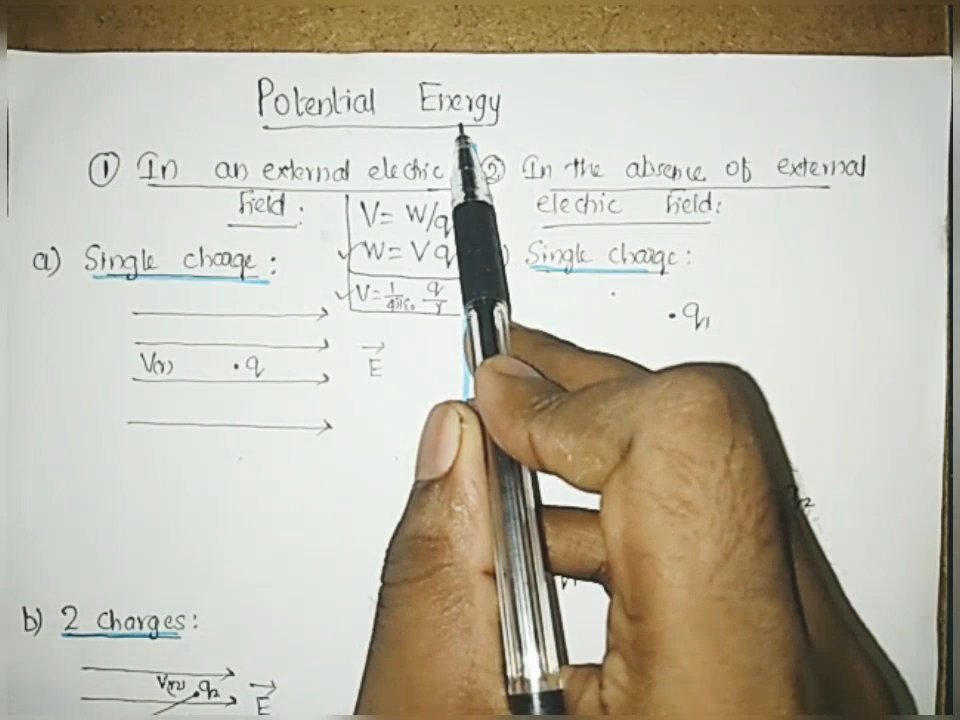 Potential Energy
① In an external electric field:
V = W/q
W = Vq
V = 1/4πε₀ q/r
a) Single charge:
V(r) .q
E
② In the absence of external
electric field:
) Single charge:
.q₁
b) 2 charges:
V(r₂) q₂
E